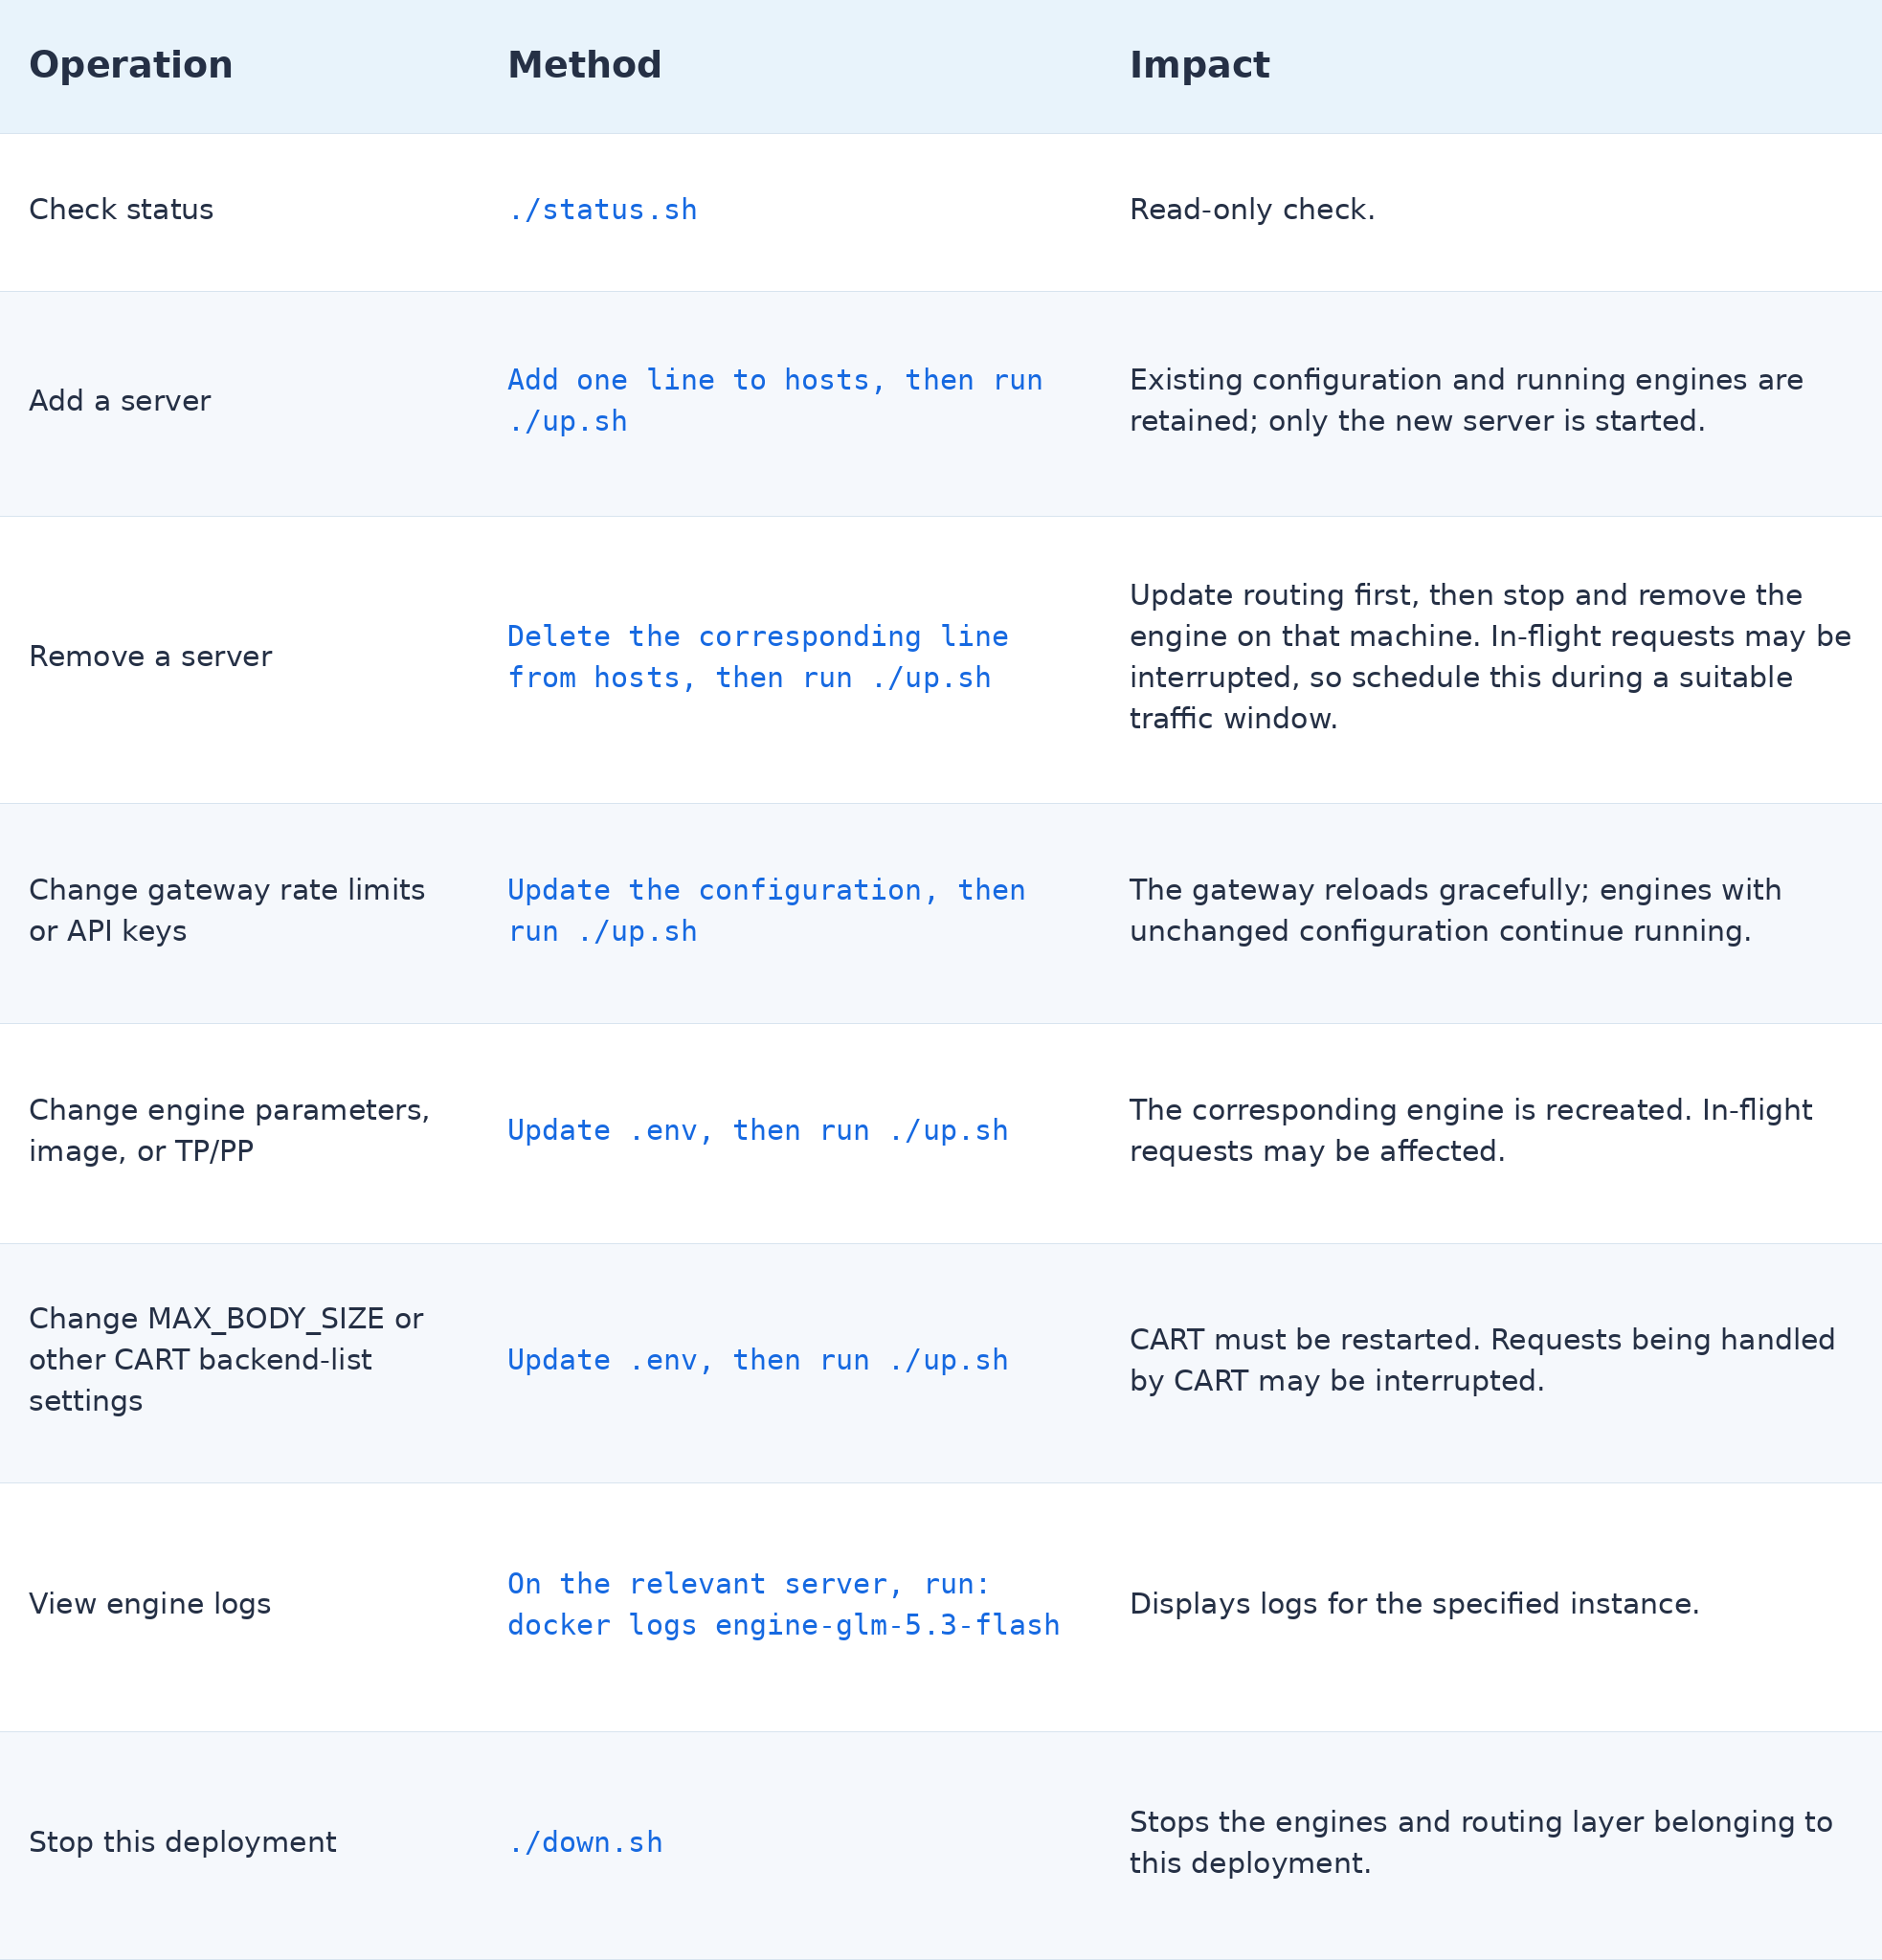 Operation
Method
Impact
Check status
./status.sh
Read-only check.
Add a server
Add one line to hosts, then run
./up.sh
Existing configuration and running engines are
retained; only the new server is started.
Remove a server
Delete the corresponding line
from hosts, then run ./up.sh
Update routing first, then stop and remove the
engine on that machine. In-flight requests may be
interrupted, so schedule this during a suitable
traffic window.
Change gateway rate limits
or API keys
Update the configuration, then
run ./up.sh
The gateway reloads gracefully; engines with
unchanged configuration continue running.
Change engine parameters,
image, or TP/PP
Update .env, then run ./up.sh
The corresponding engine is recreated. In-flight
requests may be affected.
Change MAX_BODY_SIZE or
other CART backend-list
settings
Update .env, then run ./up.sh
CART must be restarted. Requests being handled
by CART may be interrupted.
View engine logs
On the relevant server, run:
docker logs engine-glm-5.3-flash
Displays logs for the specified instance.
Stop this deployment
./down.sh
Stops the engines and routing layer belonging to
this deployment.